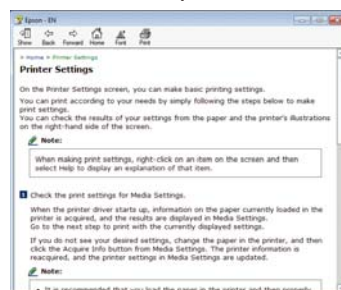 Epson - EN
Show Back Forward Home Font Print
» Home » Printer Settings
Printer Settings
On the Printer Settings screen, you can make basic printing settings.
You can print according to your needs by simply following the steps below to make
print settings.
You can check the results of your settings from the paper and the printer's illustrations
on the right-hand side of the screen.
Note:
When making print settings, right-click on an item on the screen and then
select Help to display an explanation of that item.
1 Check the print settings for Media Settings.
When the printer driver starts up, information on the paper currently loaded in the
printer is acquired, and the results are displayed in Media Settings.
Go to the next step to print with the currently displayed settings.
If you do not see your desired settings, change the paper in the printer, and then
click the Acquire Info button from Media Settings. The printer information is
reacquired, and the printer settings in Media Settings are updated.
Note:
• It is recommended that you load the paper in the printer and then properly